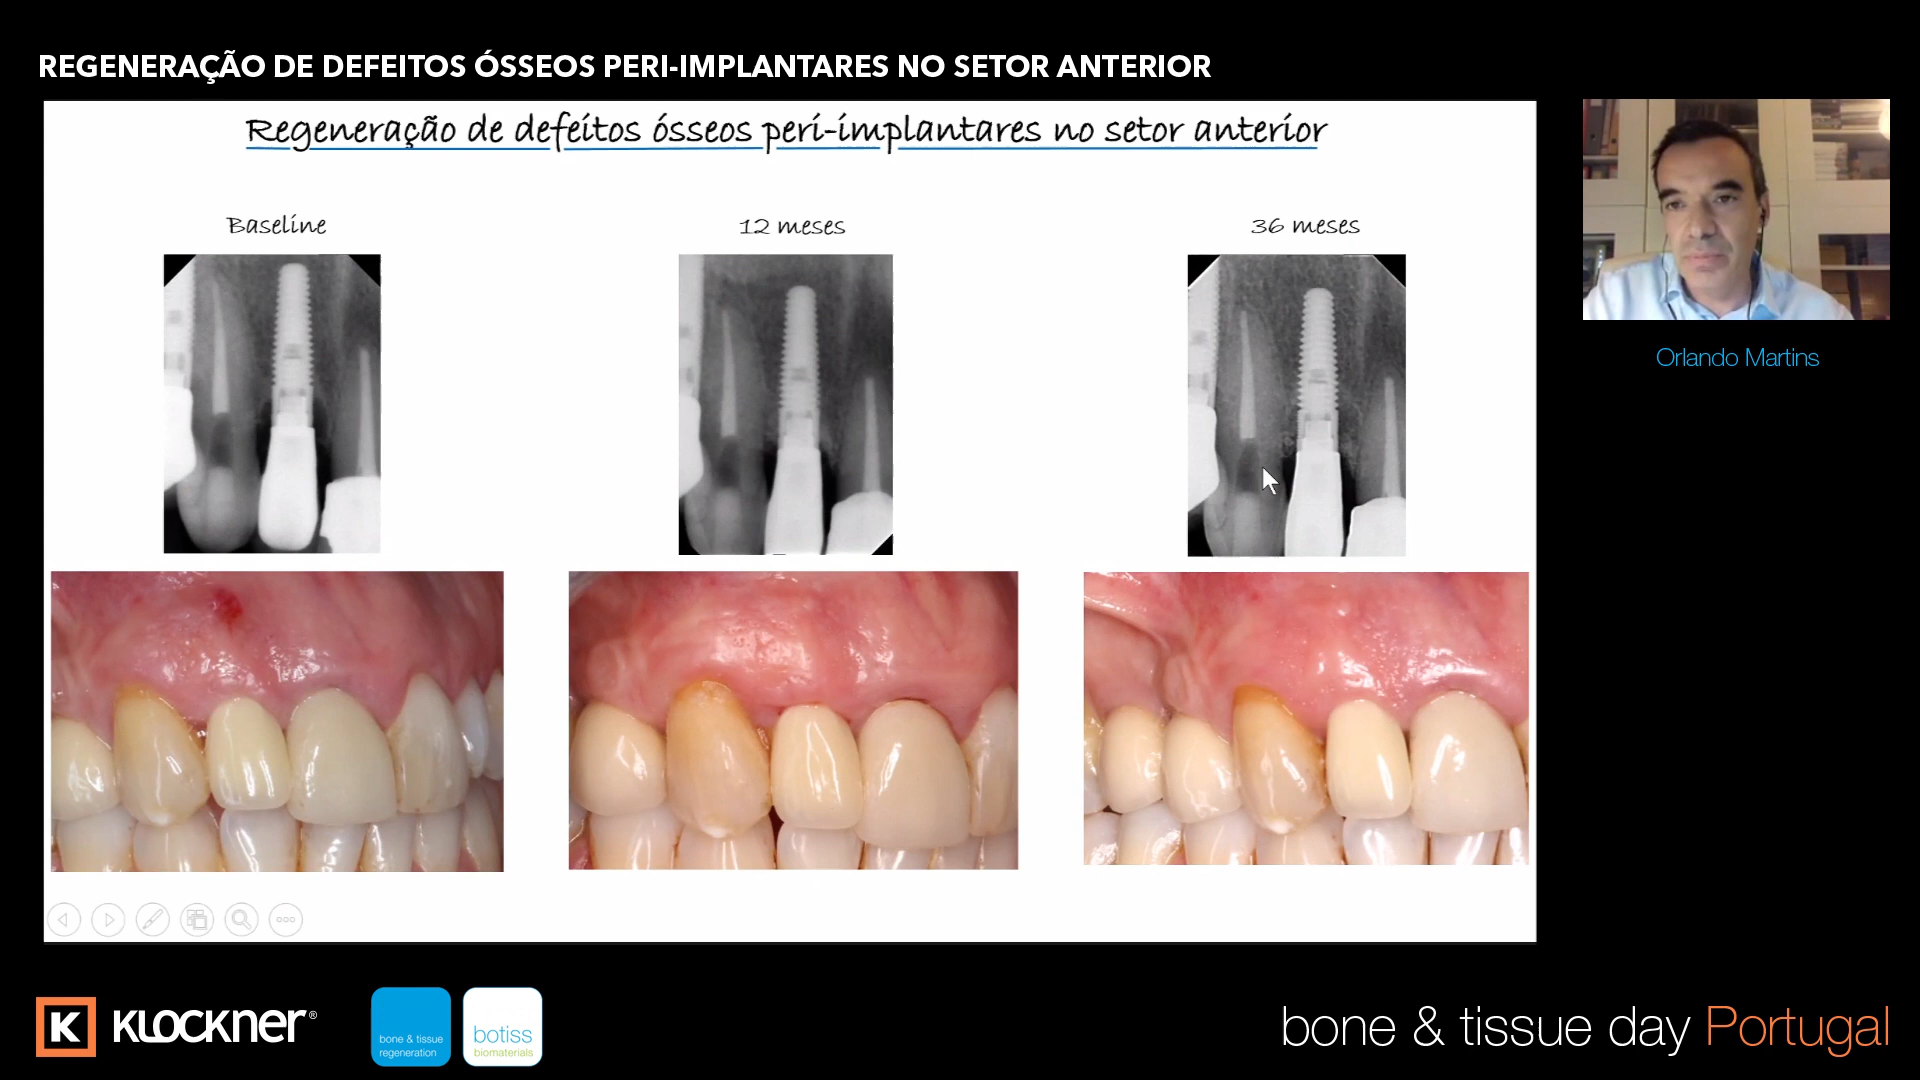 REGENERAÇÃO DE DEFEITOS ÓSSEOS PERI-IMPLANTARES NO SETOR ANTERIOR
Regeneração de defeitos ósseos peri-implantares no setor anterior
Baseline
12 meses
36 meses
Orlando Martins
K KLOCKNER®
bone & tissue
regeneration
botiss
biomaterials
bone & tissue day Portugal